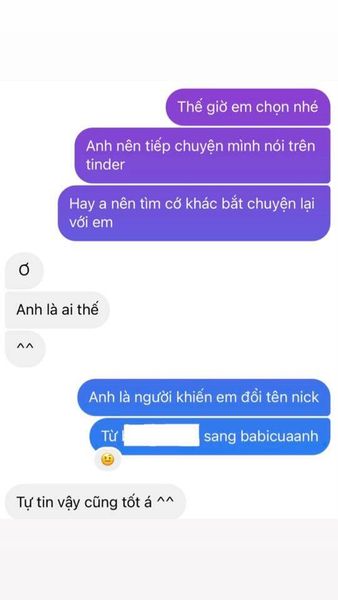 Thế giờ em chọn nhé
Anh nên tiếp chuyện mình nói trên
tinder
Hay a nên tìm cớ khác bắt chuyện lại
với em
Ơ
Anh là ai thế
^^
Anh là người khiến em đổi tên nick
Từ sang babicuaanh
Tự tin vậy cũng tốt á ^^